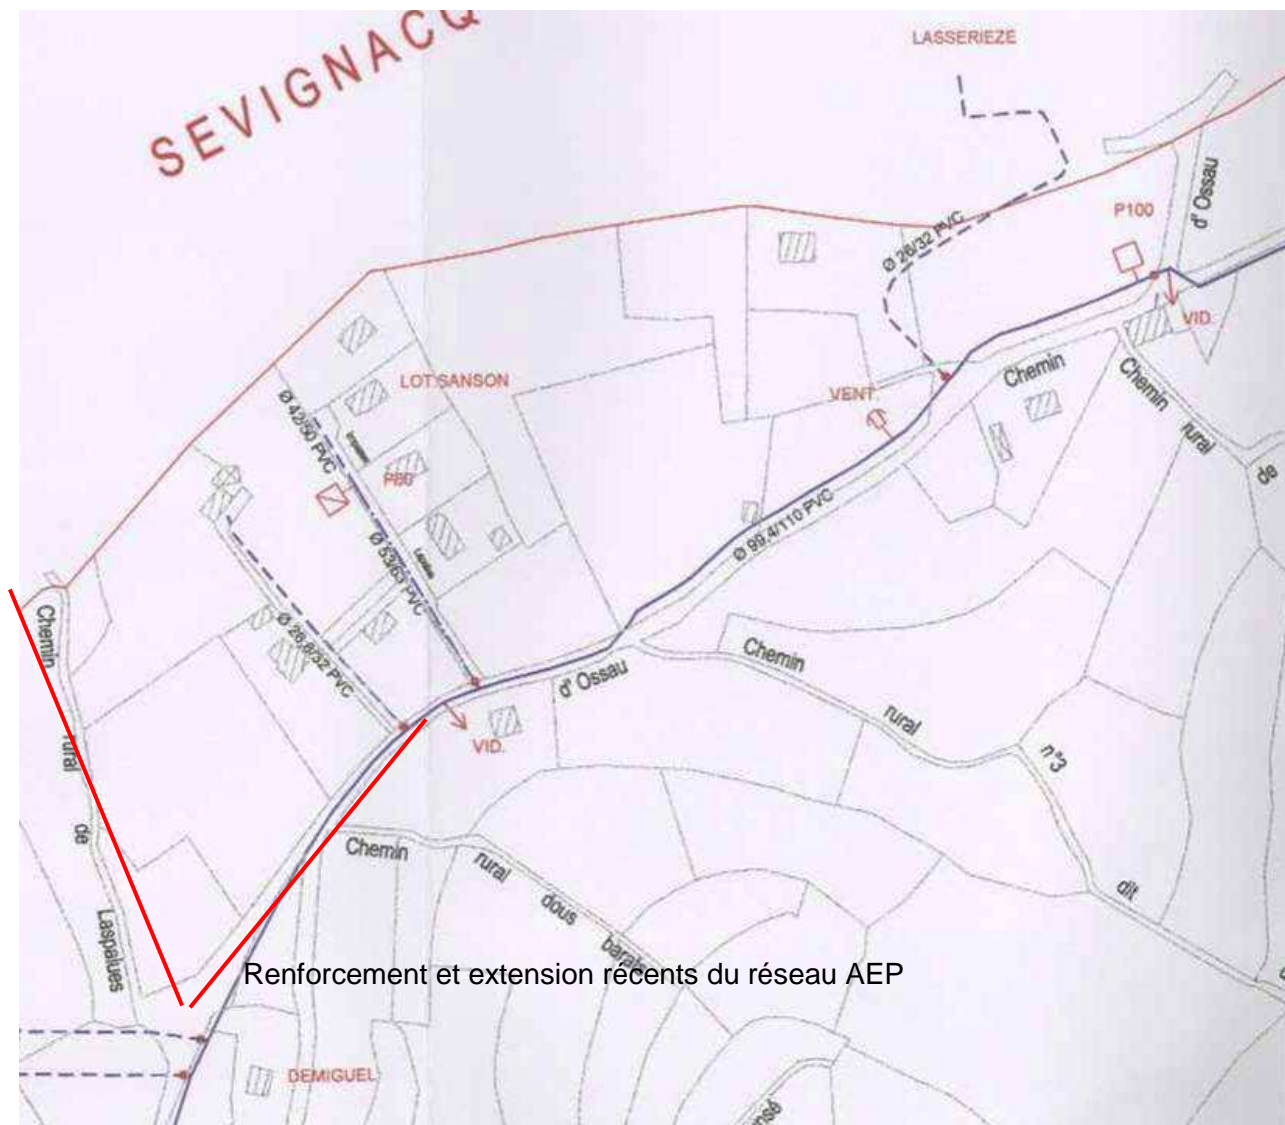 SEVIGNACQ
LASSERIEZE
P100
d' Ossau
Ø 26/32 PVC
VID.
Chemin
Chemin
rural
de
LOT.SANSON
VENT.
Ø 42/50 PVC
P80
Ø 99.4/110 PVC
Ø 53/63 PVC
Chemin
rural
de
Laspalues
Ø 26,8/32 PVC
d' Ossau
Chemin
rural
n°3
dit
VID.
Chemin
rural
dous
Renforcement et extension récents du réseau AEP
DEMIGUEL